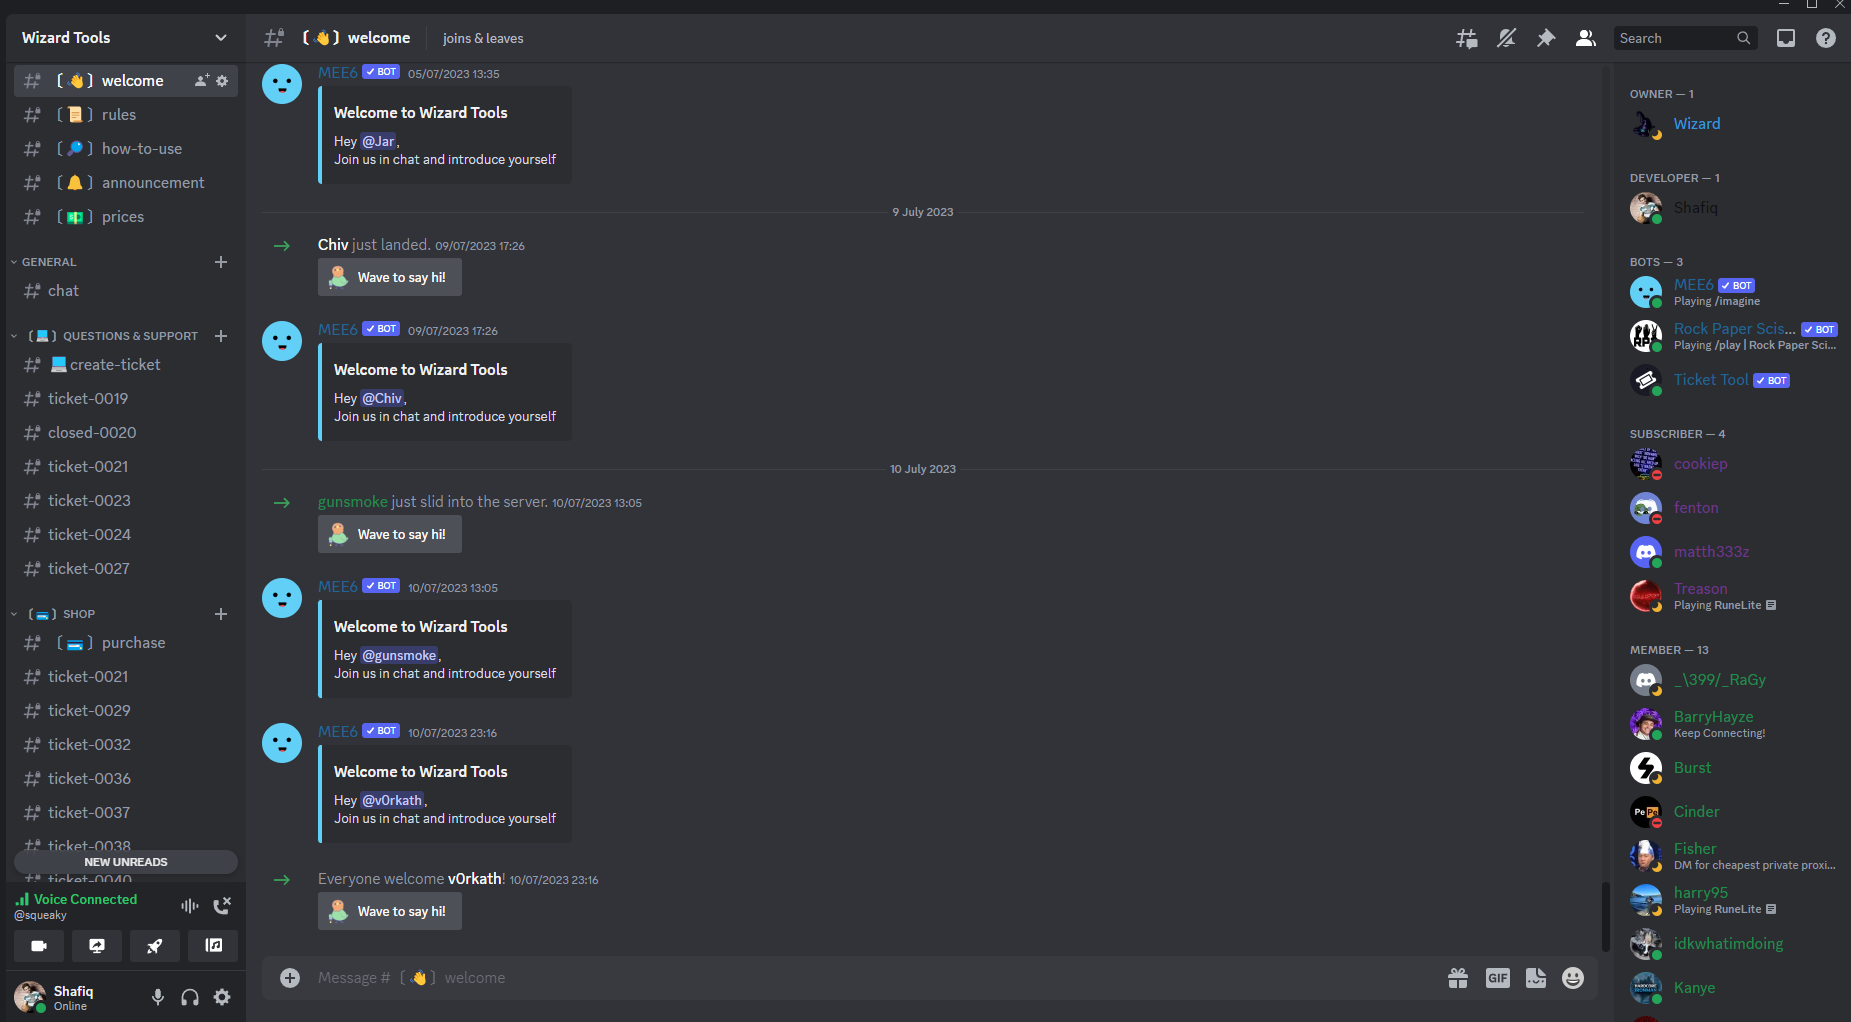 Wizard Tools
〔👋〕 welcome
〔📜〕 rules
〔🔎〕 how-to-use
〔🔔〕 announcement
〔💵〕 prices
GENERAL
chat
〔💻〕 QUESTIONS & SUPPORT
💻create-ticket
ticket-0019
closed-0020
ticket-0021
ticket-0023
ticket-0024
ticket-0027
〔💳〕 SHOP
〔💳〕 purchase
ticket-0021
ticket-0029
ticket-0032
ticket-0036
ticket-0037
ticket-0038
NEW UNREADS
ticket-0040
Voice Connected
@squeaky
Shafiq
Online
〔👋〕 welcome
joins & leaves
Search
MEE6 BOT 05/07/2023 13:35
Welcome to Wizard Tools
Hey @Jar,
Join us in chat and introduce yourself
9 July 2023
Chiv just landed. 09/07/2023 17:26
Wave to say hi!
MEE6 BOT 09/07/2023 17:26
Welcome to Wizard Tools
Hey @Chiv,
Join us in chat and introduce yourself
10 July 2023
gunsmoke just slid into the server. 10/07/2023 13:05
Wave to say hi!
MEE6 BOT 10/07/2023 13:05
Welcome to Wizard Tools
Hey @gunsmoke,
Join us in chat and introduce yourself
MEE6 BOT 10/07/2023 23:16
Welcome to Wizard Tools
Hey @v0rkath,
Join us in chat and introduce yourself
Everyone welcome v0rkath! 10/07/2023 23:16
Wave to say hi!
Message #〔👋〕 welcome
GIF
OWNER — 1
Wizard
DEVELOPER — 1
Shafiq
BOTS — 3
MEE6 BOT
Playing /imagine
Rock Paper Scis... BOT
Playing /play | Rock Paper Sci...
Ticket Tool BOT
SUBSCRIBER — 4
cookiep
fenton
matth333z
Treason
Playing RuneLite
MEMBER — 13
_\399/_RaGy
BarryHayze
Keep Connecting!
Burst
Cinder
Fisher
DM for cheapest private proxi...
harry95
Playing RuneLite
idkwhatimdoing
Kanye